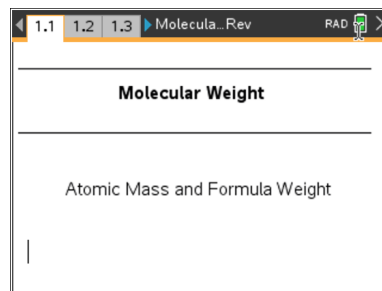 1.1 1.2 1.3 Molecula...Rev RAD
Molecular Weight
Atomic Mass and Formula Weight